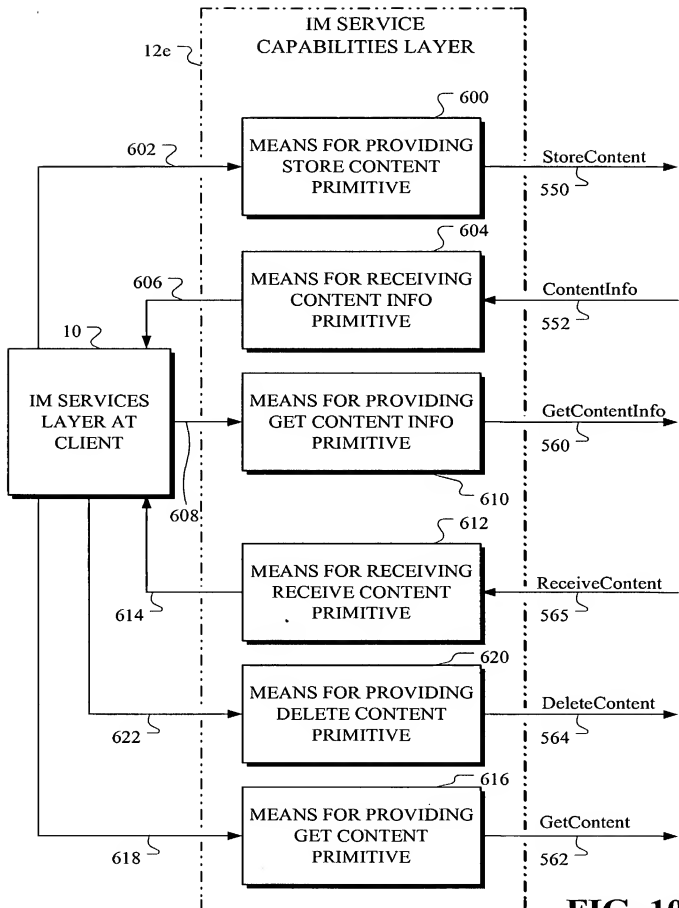 IM SERVICE
CAPABILITIES LAYER
12e
600
602
MEANS FOR PROVIDING
STORE CONTENT
PRIMITIVE
StoreContent
550
604
606
MEANS FOR RECEIVING
CONTENT INFO
PRIMITIVE
ContentInfo
552
10
IM SERVICES
LAYER AT
CLIENT
MEANS FOR PROVIDING
GET CONTENT INFO
PRIMITIVE
GetContentInfo
560
608
610
612
MEANS FOR RECEIVING
RECEIVE CONTENT
PRIMITIVE
ReceiveContent
565
614
620
MEANS FOR PROVIDING
DELETE CONTENT
PRIMITIVE
DeleteContent
564
622
616
MEANS FOR PROVIDING
GET CONTENT
PRIMITIVE
GetContent
562
618
FIG. 10